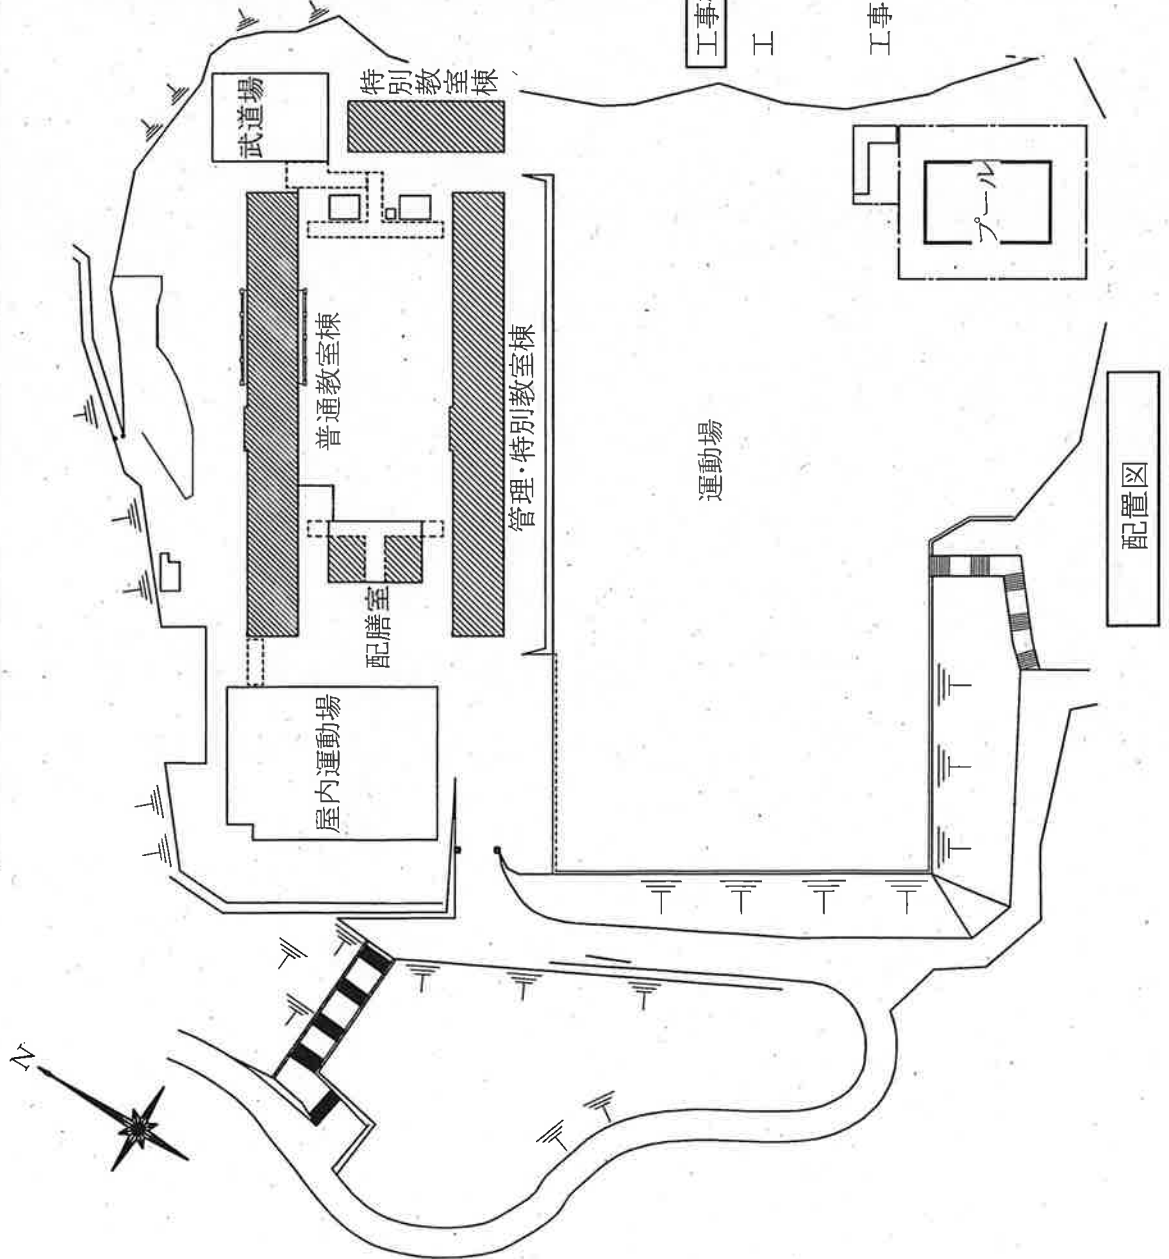 工事
工
工事
武道場
特別
教室
棟
普通教室棟
管理・特別教室棟
配膳室
屋内運動場
運動場
プール
配置図
N